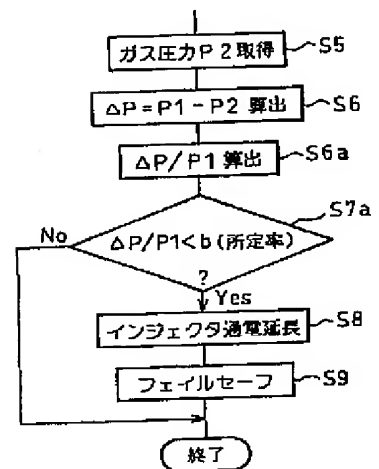 ガス圧力P2取得
S5
ΔP=P1-P2 算出
S6
ΔP/P1 算出
S6a
S7a
ΔP/P1<b(所定率)
?
No
Yes
インジェクタ通電延長
S8
フェイルセーフ
S9
終了